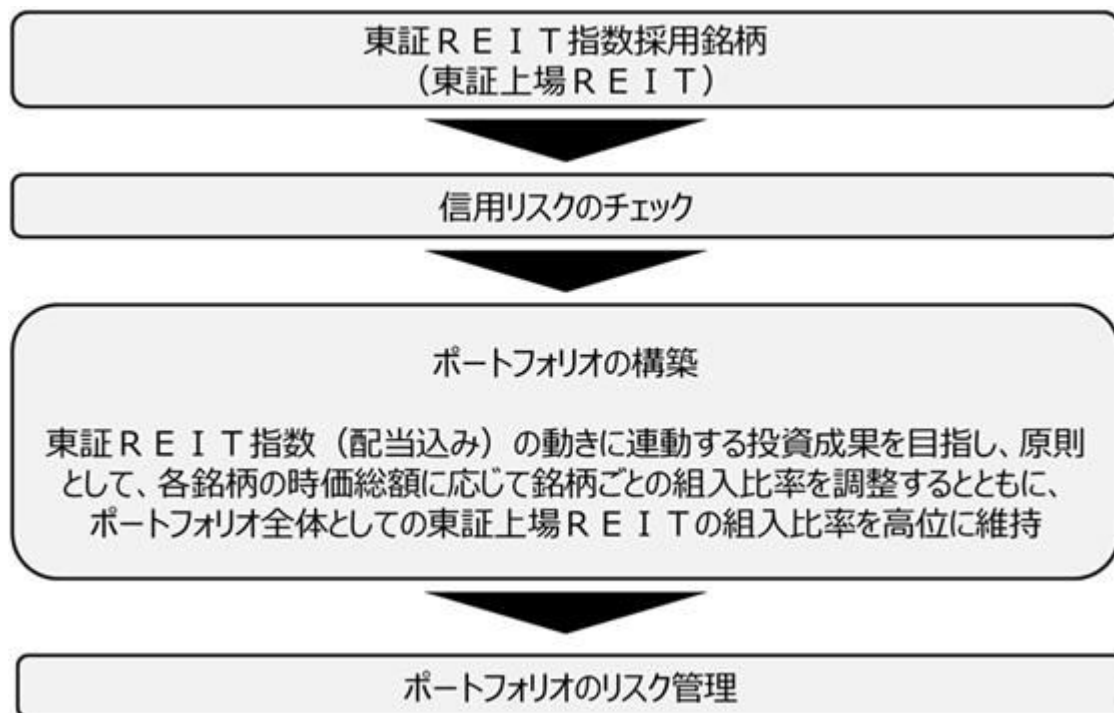 東証ＲＥＩＴ指数採用銘柄
（東証上場ＲＥＩＴ）
信用リスクのチェック
ポートフォリオの構築
東証ＲＥＩＴ指数（配当込み）の動きに連動する投資成果を目指し、原則
として、各銘柄の時価総額に応じて銘柄ごとの組入比率を調整するとともに、
ポートフォリオ全体としての東証上場ＲＥＩＴの組入比率を高位に維持
ポートフォリオのリスク管理